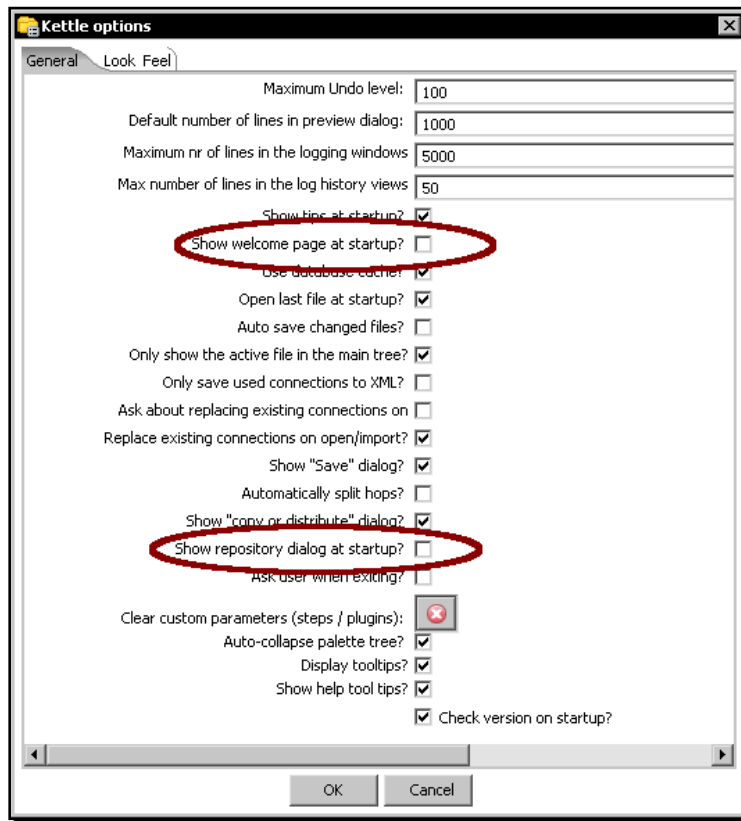 Kettle options
General Look Feel
Maximum Undo level: 100
Default number of lines in preview dialog: 1000
Maximum nr of lines in the logging windows 5000
Max number of lines in the log history views 50
Show tips at startup?
Show welcome page at startup?
Use database cache?
Open last file at startup?
Auto save changed files?
Only show the active file in the main tree?
Only save used connections to XML?
Ask about replacing existing connections on
Replace existing connections on open/import?
Show "Save" dialog?
Automatically split hops?
Show "copy or distribute" dialog?
Show repository dialog at startup?
Ask user when exiting?
Clear custom parameters (steps / plugins):
Auto-collapse palette tree?
Display tooltips?
Show help tool tips?
Check version on startup?
OK Cancel